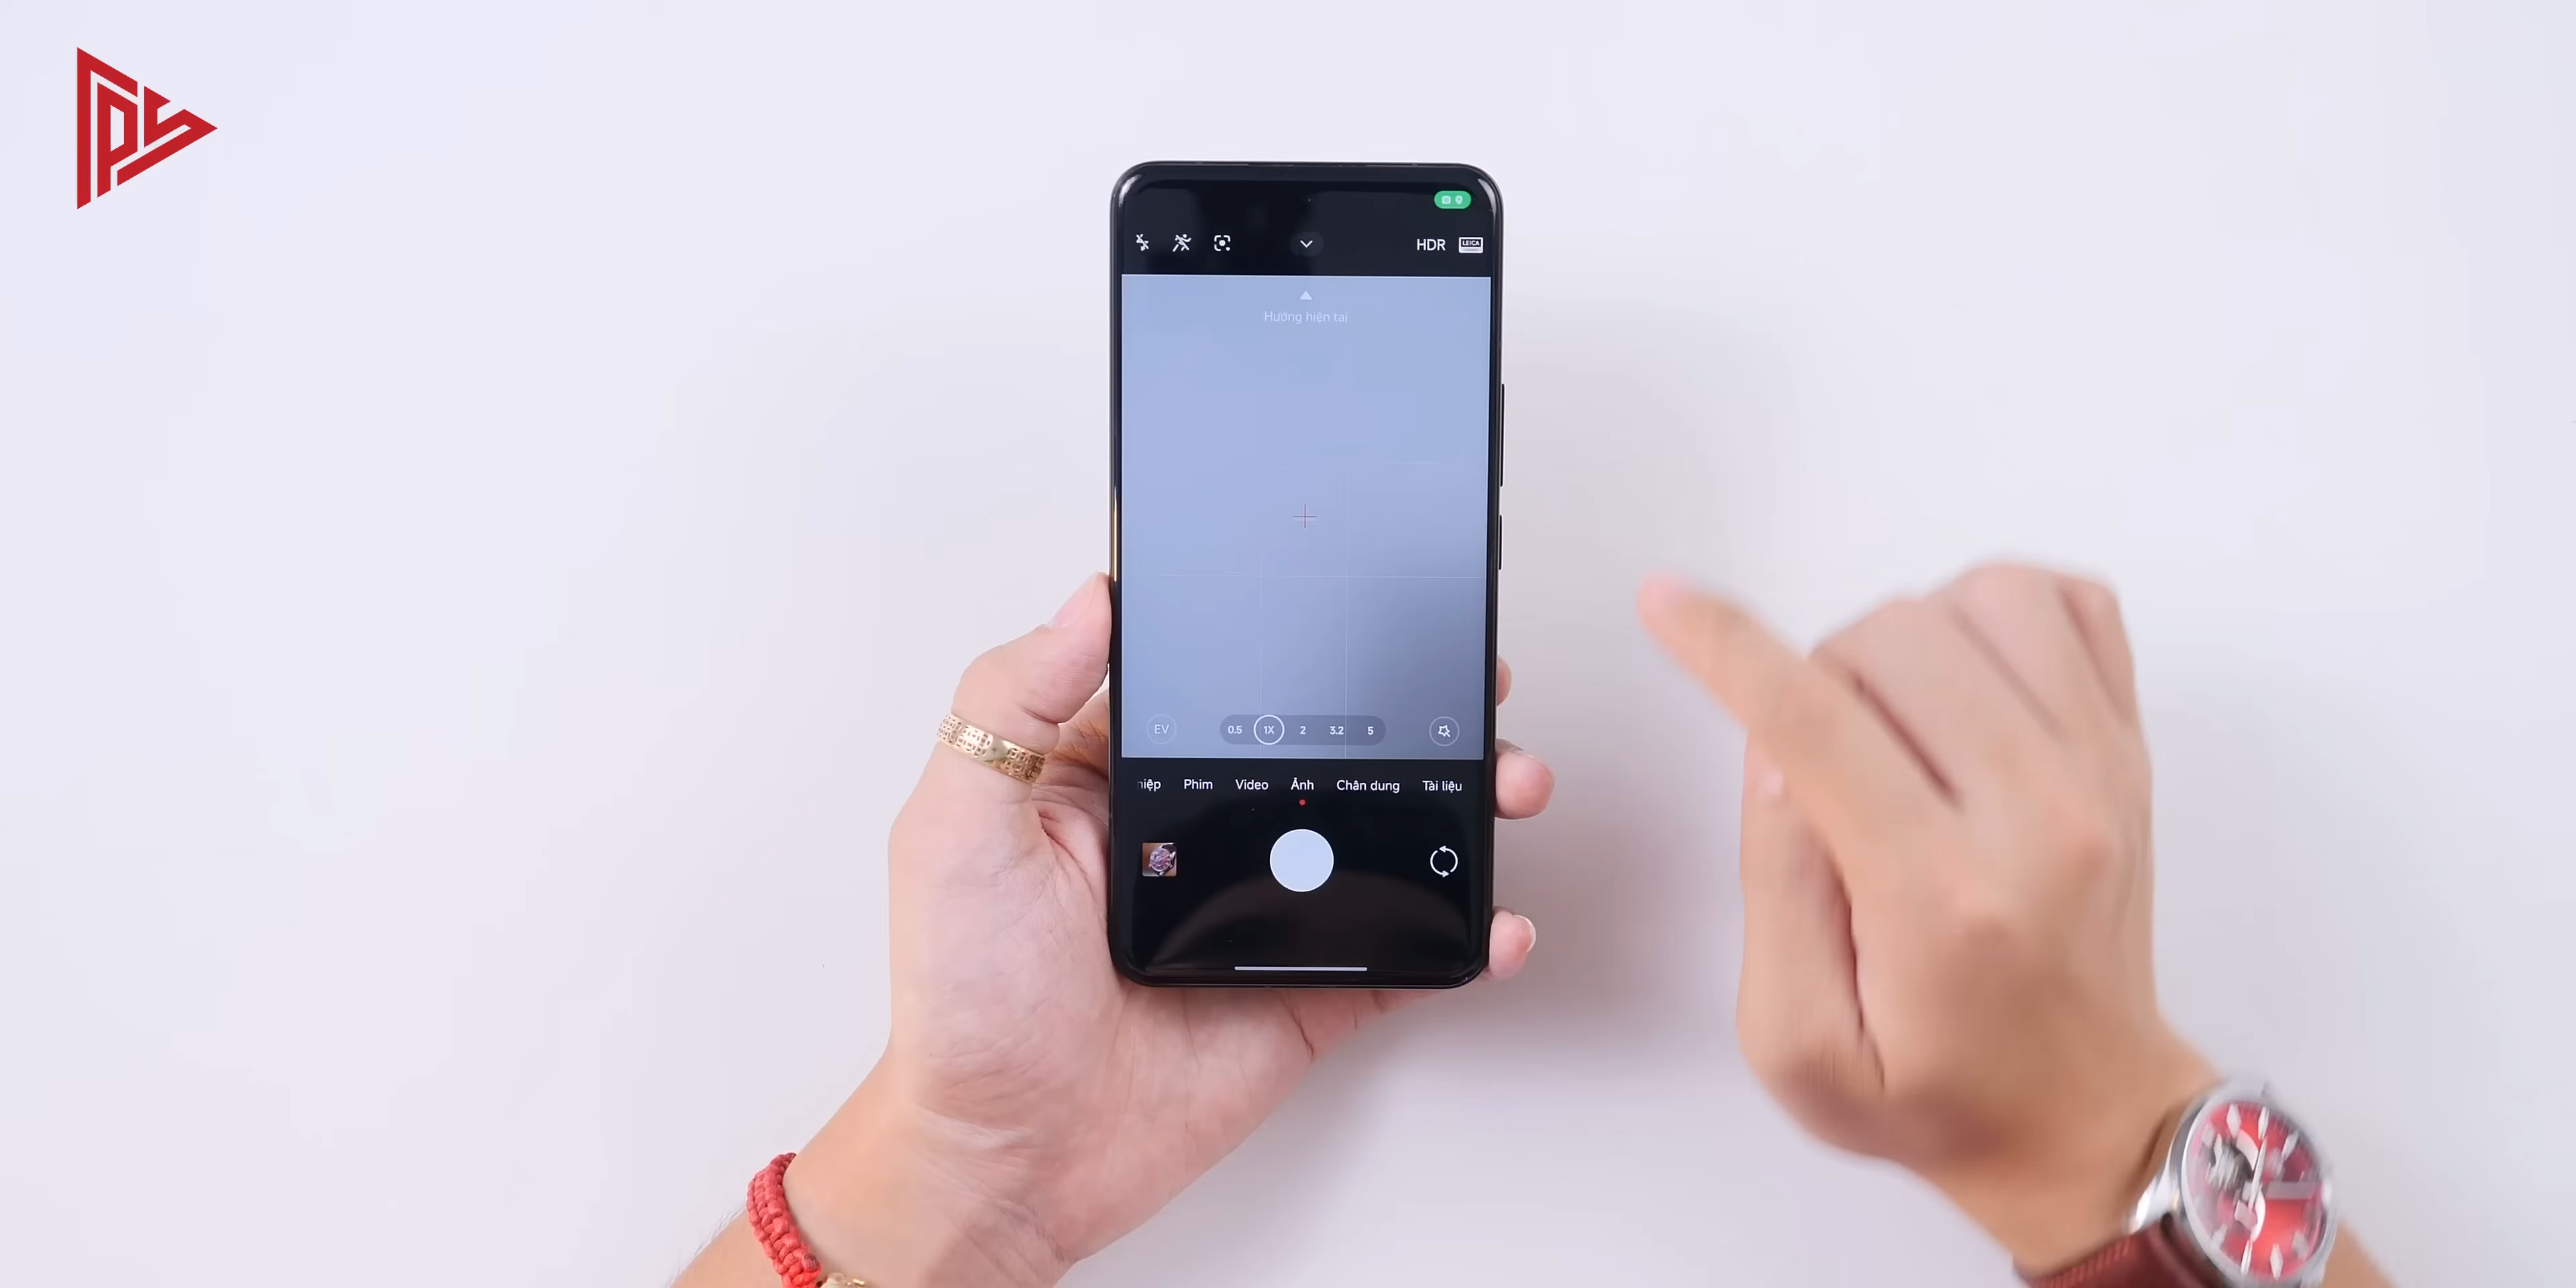 HDR LEICA
Hướng hiện tại
EV 0.5 1X 2 3.2 5
hiệp Phim Video Ảnh Chân dung Tài liệu